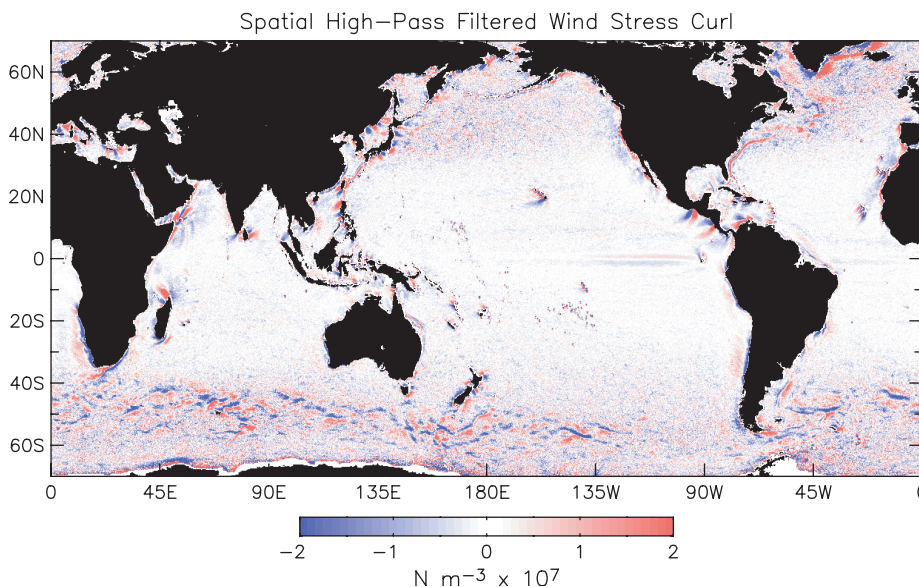 Spatial High-Pass Filtered Wind Stress Curl
60N
40N
20N
0
20S
40S
60S
0 45E 90E 135E 180E 135W 90W 45W 0
-2 -1 0 1 2
N m⁻³ x 10⁷